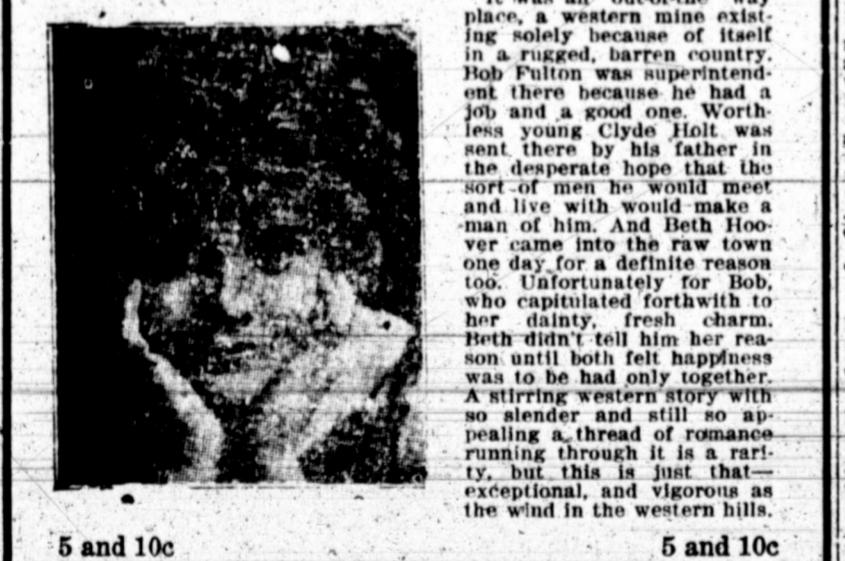 It was an out-of-the way
place, a western mine exist-
ing solely because of itself
in a rugged, barren country.
Bob Fulton was superintend-
ent there because he had a
job and a good one. Worth-
less young Clyde Holt was
sent there by his father in
the desperate hope that the
sort of men he would meet
and live with would make a
man of him. And Beth Hoo-
ver came into the raw town
one day for a definite reason
too. Unfortunately for Bob,
who capitulated forthwith to
her dainty, fresh charm.
Beth didn't tell him her rea-
son until both felt happiness
was to be had only together.
A stirring western story with
so slender and still so ap-
pealing a thread of romance
running through it is a rari-
ty, but this is just that—
exceptional, and vigorous as
the wind in the western hills.
5 and 10c
5 and 10c